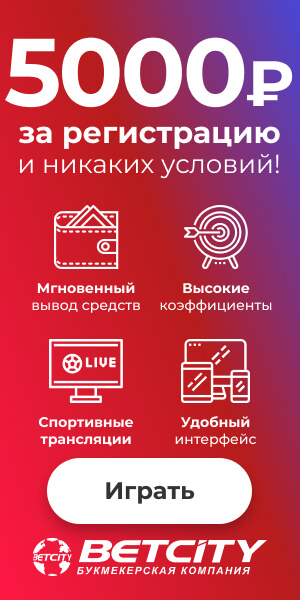 5000₽
за регистрацию
и никаких условий!
Мгновенный
вывод средств
Высокие
коэффициенты
LIVE
Спортивные
трансляции
Удобный
интерфейс
Играть
BETCITY
BETCITY
БУКМЕКЕРСКАЯ КОМПАНИЯ